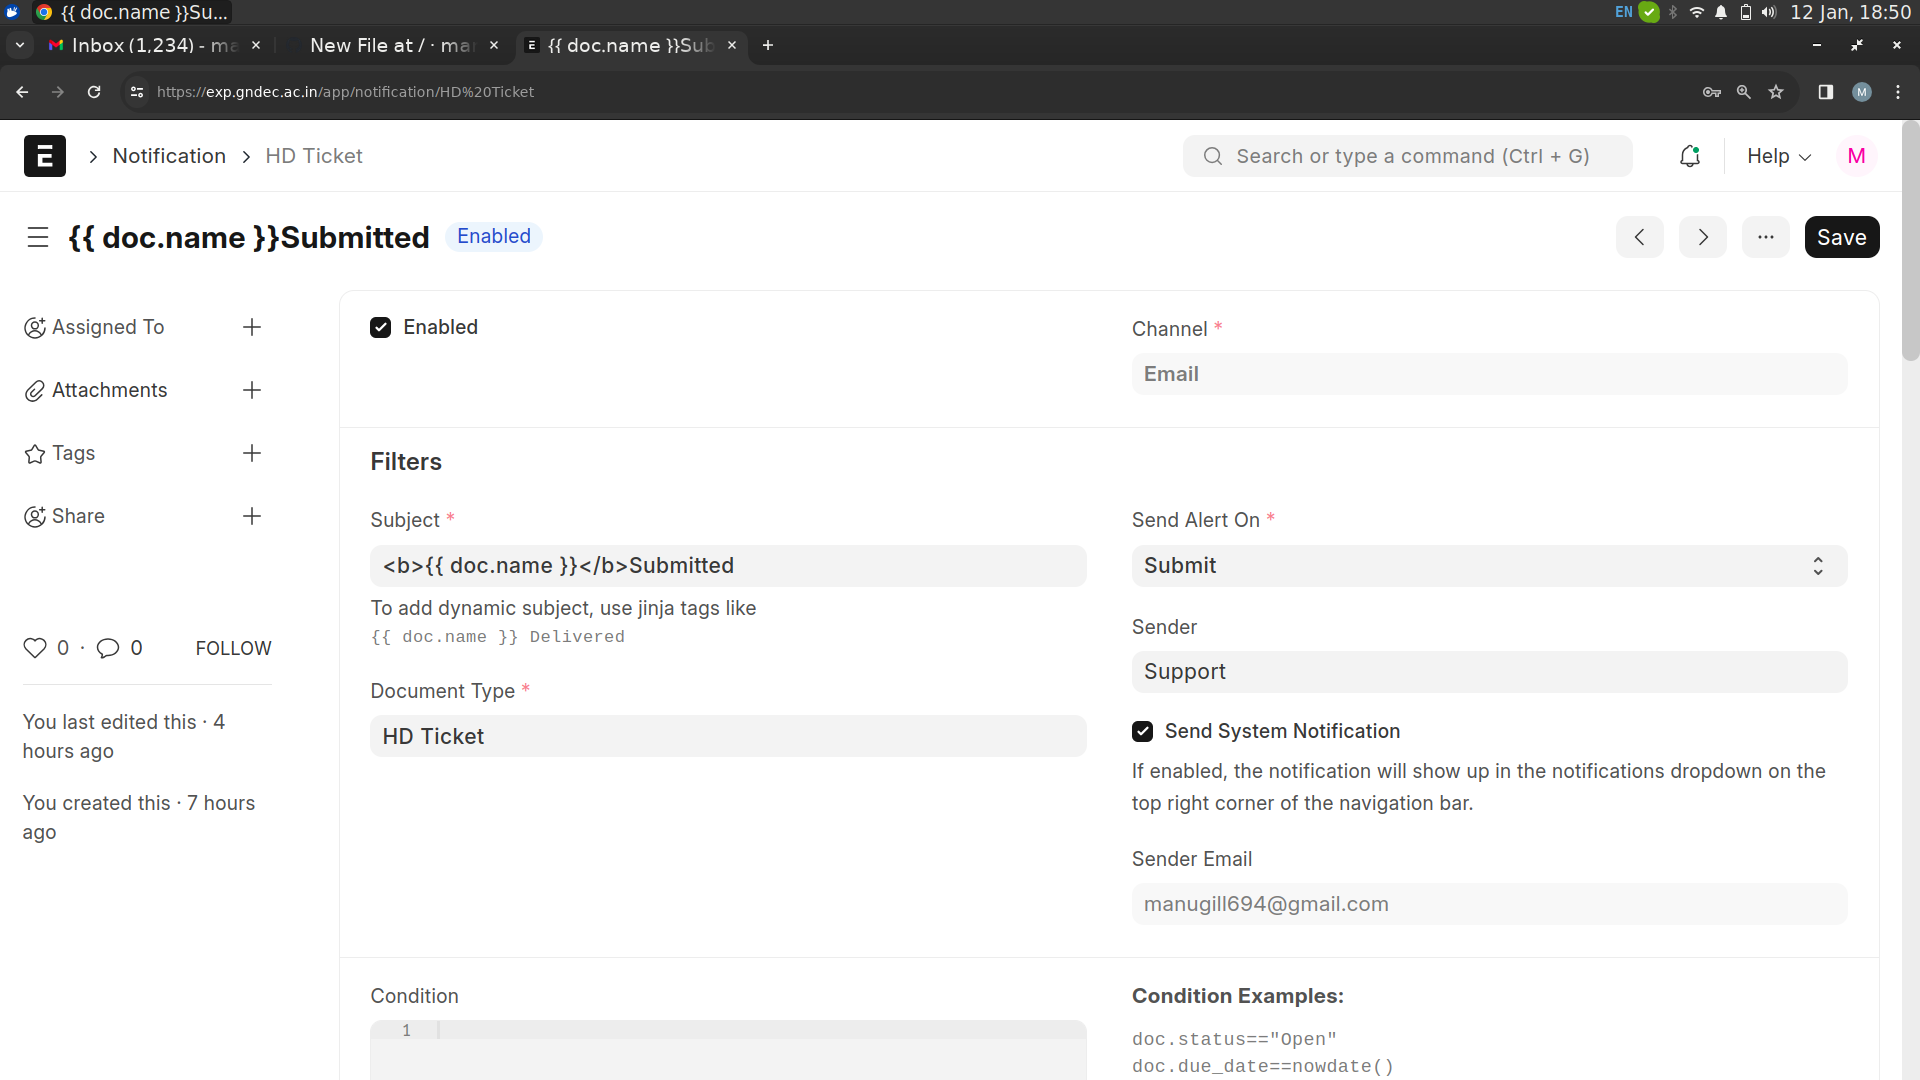 {{ doc.name }}Su...
EN
12 Jan, 18:50
Inbox (1,234) - ma
New File at / · mar
E
{{ doc.name }}Sub
https://exp.gndec.ac.in/app/notification/HD%20Ticket
M
E
Notification
HD Ticket
Search or type a command (Ctrl + G)
Help
M
{{ doc.name }}Submitted
Enabled
Save
Assigned To
Attachments
Tags
Share
0 · 0
FOLLOW
You last edited this · 4
hours ago
You created this · 7 hours
ago
Enabled
Channel *
Email
Filters
Subject *
<b>{{ doc.name }}</b>Submitted
To add dynamic subject, use jinja tags like
{{ doc.name }} Delivered
Document Type *
HD Ticket
Send Alert On *
Submit
Sender
Support
Send System Notification
If enabled, the notification will show up in the notifications dropdown on the
top right corner of the navigation bar.
Sender Email
manugill694@gmail.com
Condition
1
Condition Examples:
doc.status=="Open"
doc.due_date==nowdate()